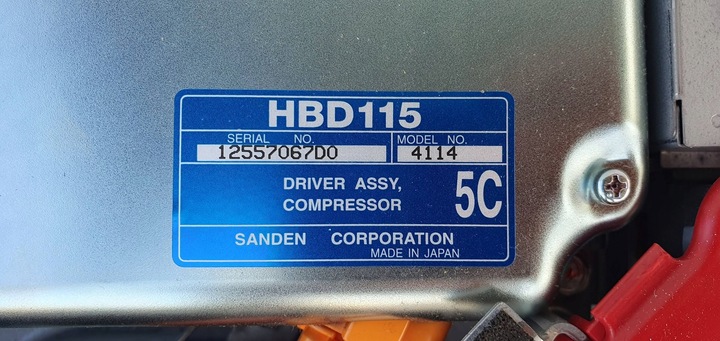 HBD115
SERIAL NO. MODEL NO.
12557067D0 4114
DRIVER ASSY,
COMPRESSOR
5C
SANDEN CORPORATION
MADE IN JAPAN